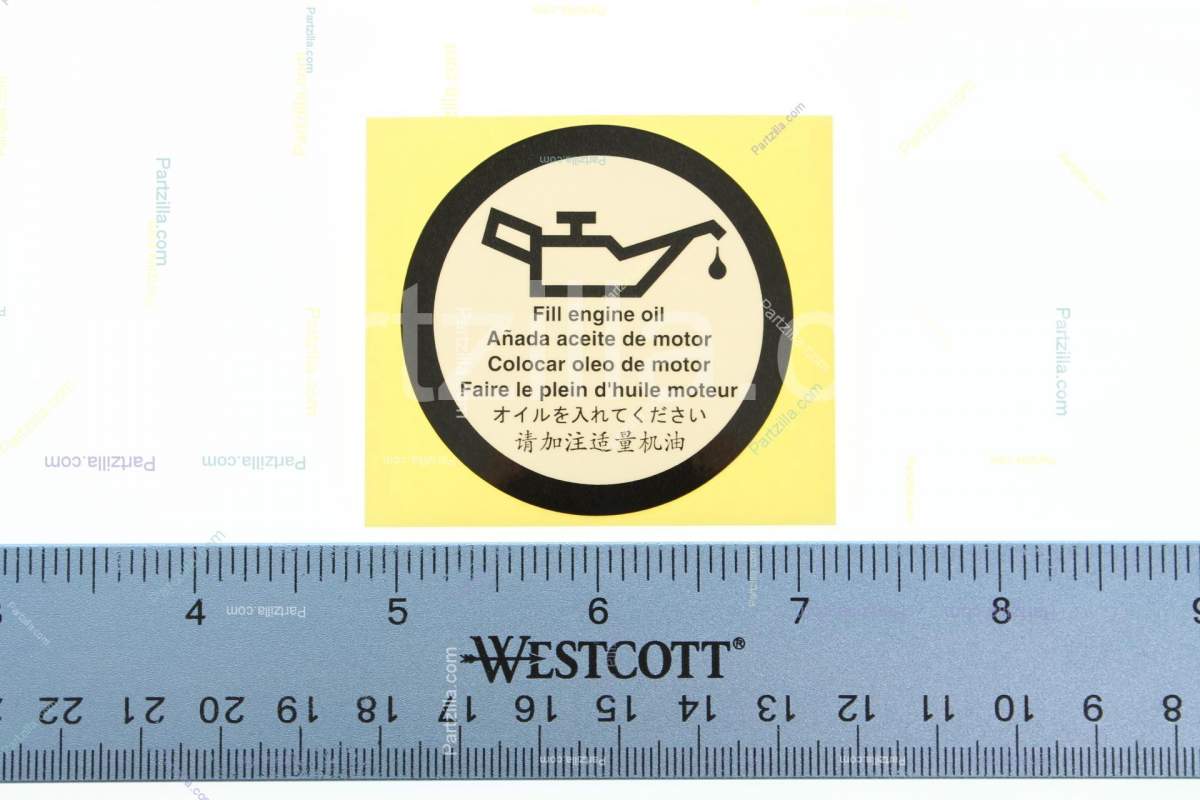 Partzilla.com
Fill engine oil
Añada aceite de motor
Colocar oleo de motor
Faire le plein d'huile moteur
オイルを入れてください
请加注适量机油
4 5 6 7 8
WESTCOTT®
22 21 20 19 18 17 16 15 14 13 12 11 10 9 8